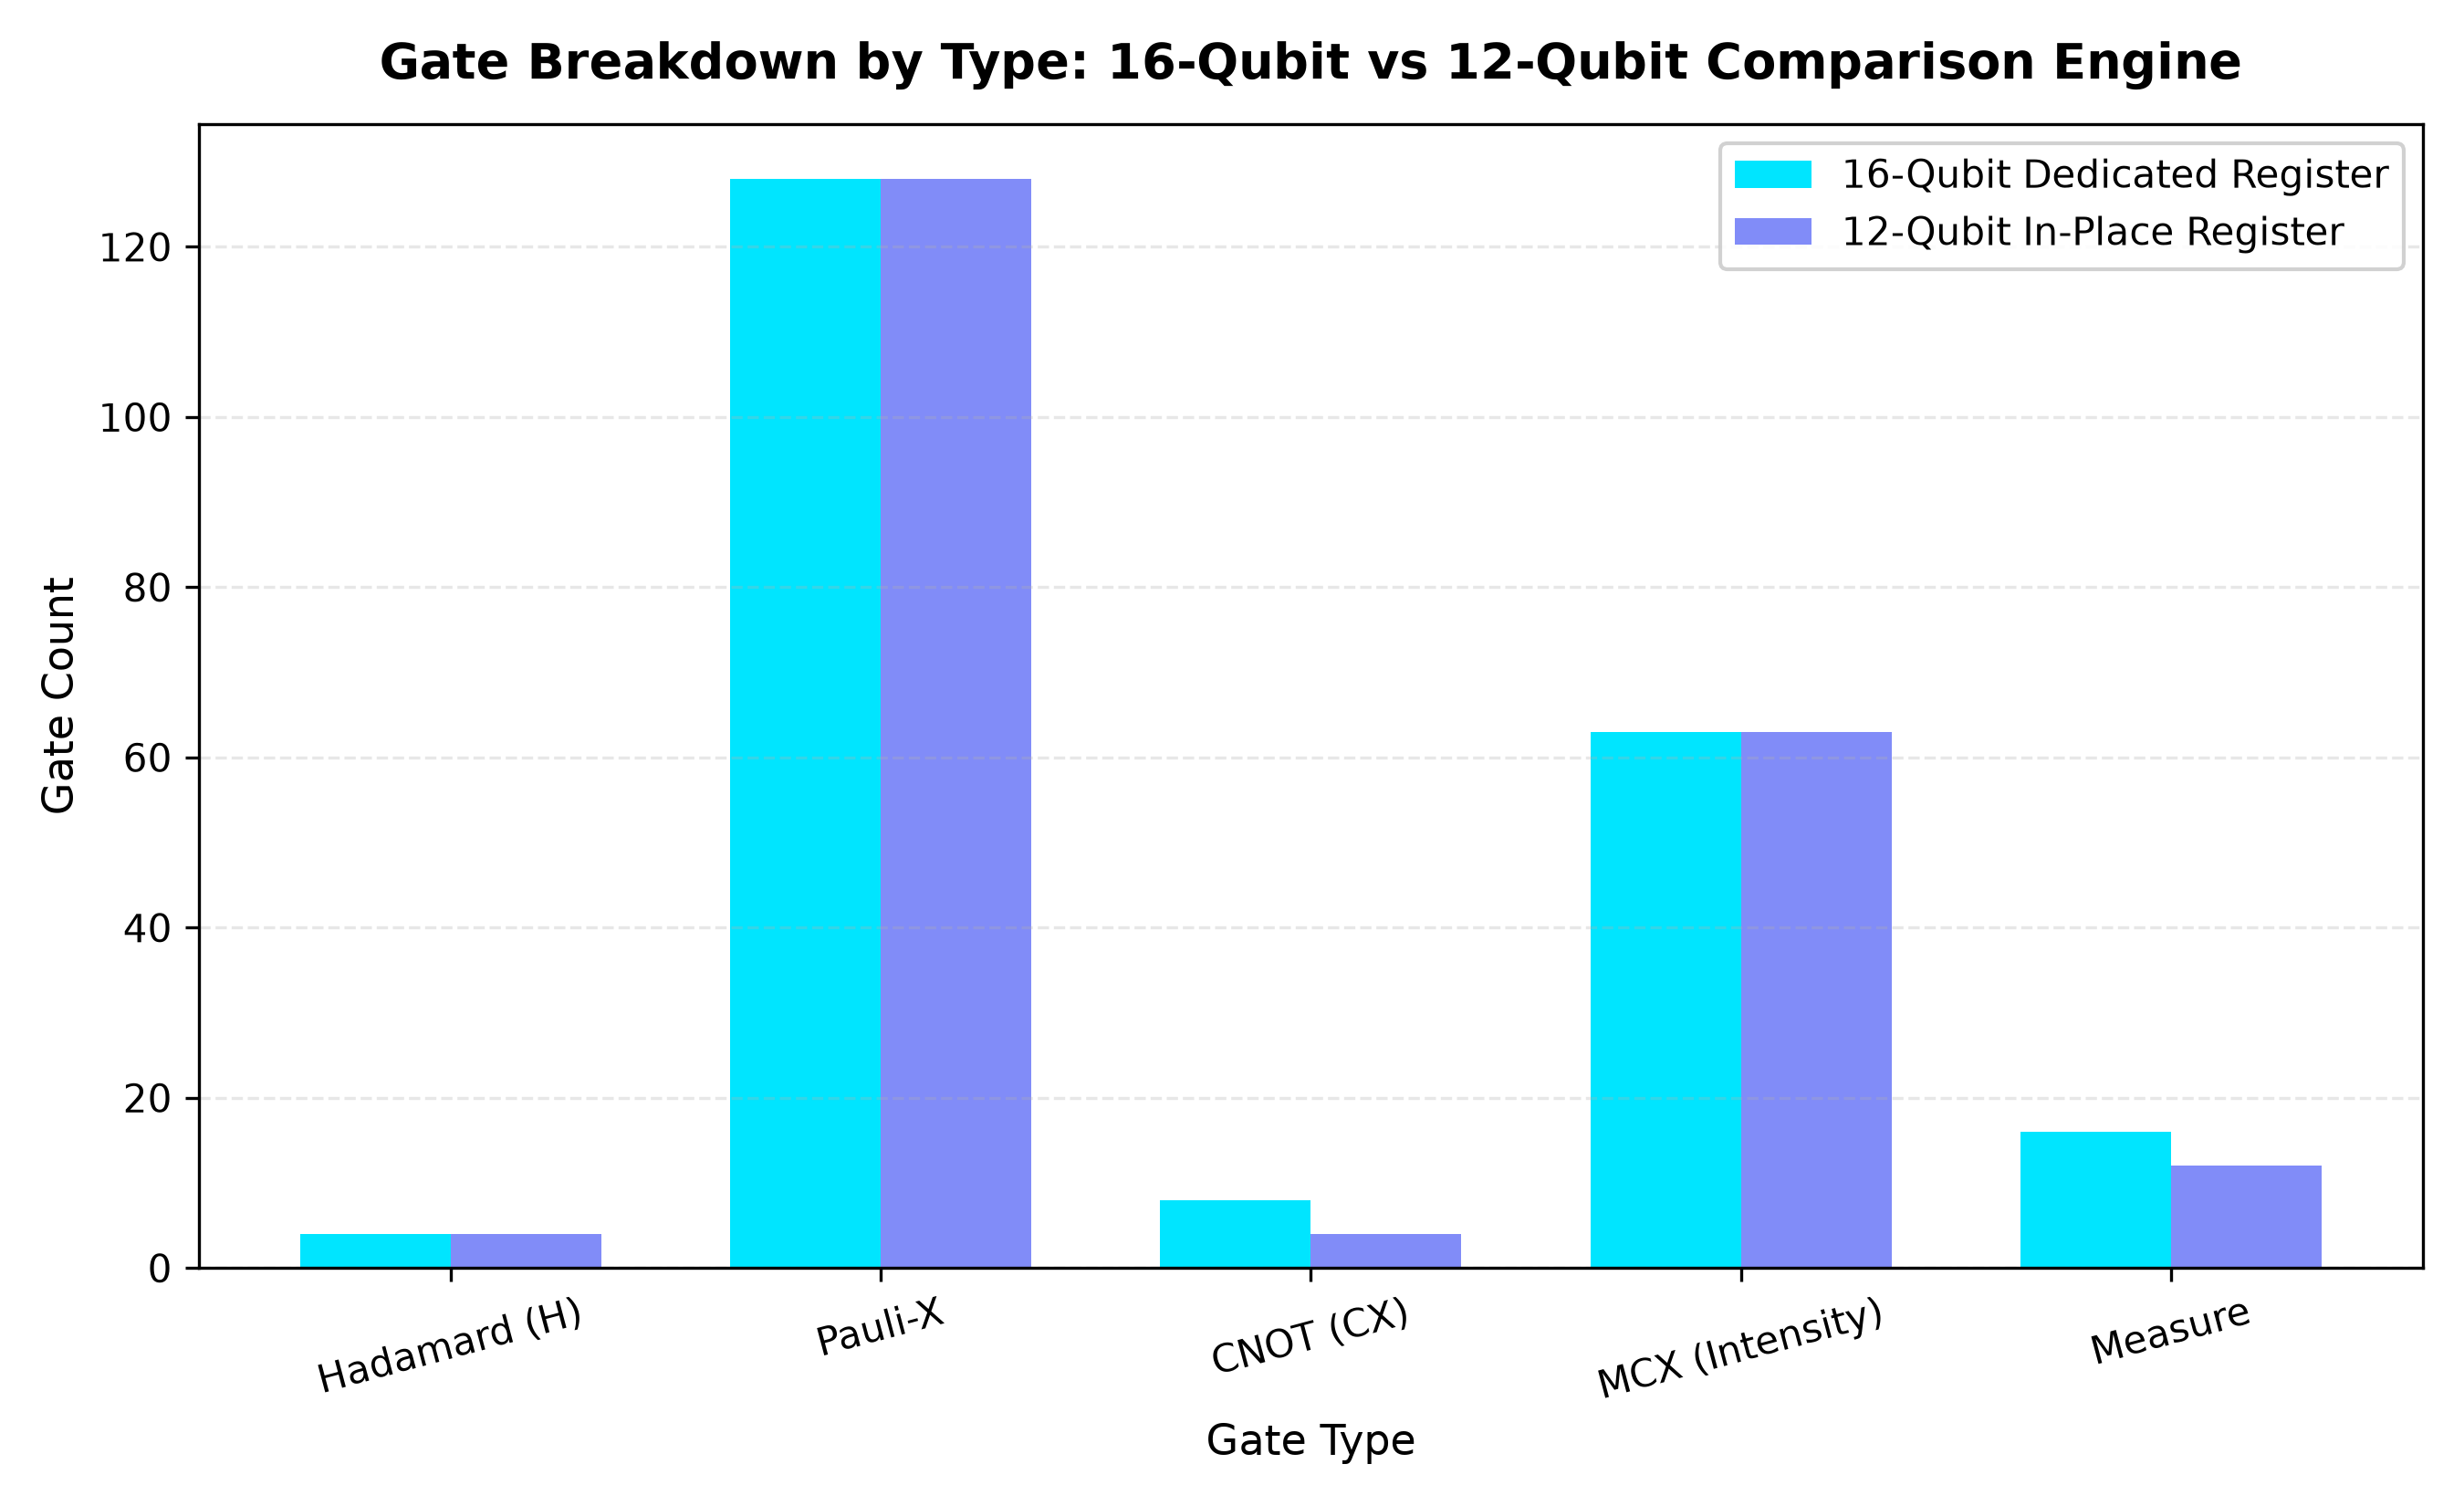 Gate Breakdown by Type: 16-Qubit vs 12-Qubit Comparison Engine
16-Qubit Dedicated Register
12-Qubit In-Place Register
Gate Count
120
100
80
60
40
20
0
Hadamard (H)
Pauli-X
CNOT (CX)
MCX (Intensity)
Measure
Gate Type